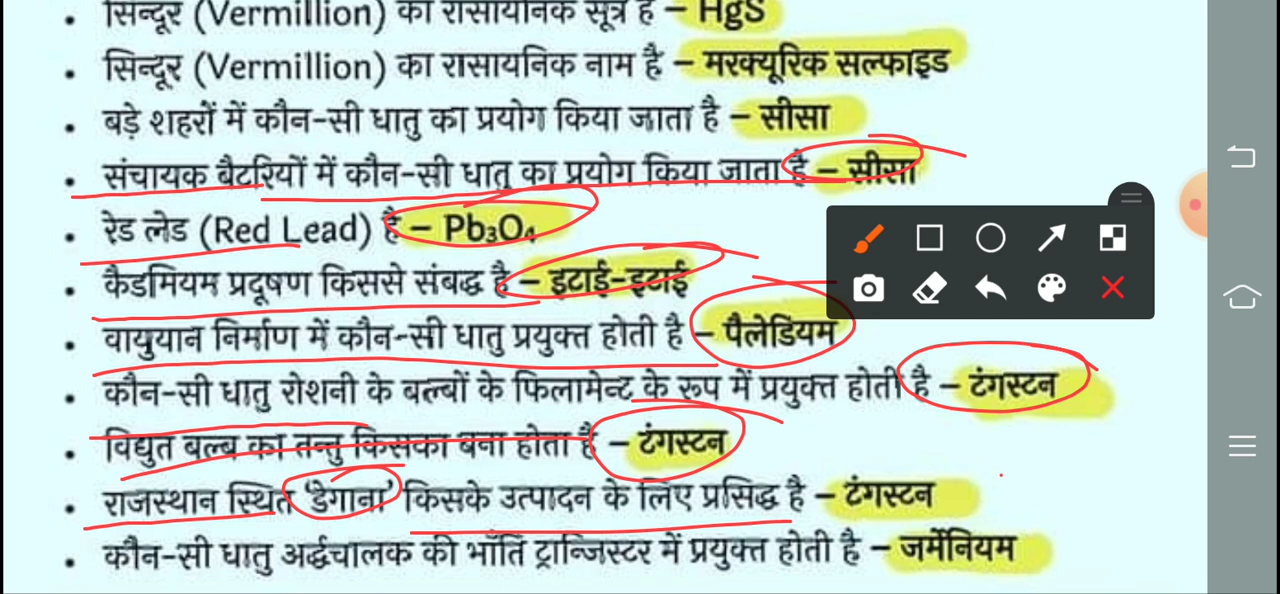 • सिन्दूर (Vermillion) का रासायनिक सूत्र है – HgS
• सिन्दूर (Vermillion) का रासायनिक नाम है – मरक्यूरिक सल्फाइड
• बड़े शहरों में कौन-सी धातु का प्रयोग किया जाता है – सीसा
• संचायक बैटरियों में कौन-सी धातु का प्रयोग किया जाता है – सीसा
• रेड लेड (Red Lead) है – Pb₃O₄
• कैडमियम प्रदूषण किससे संबद्ध है – इटाई-इटाई
• वायुयान निर्माण में कौन-सी धातु प्रयुक्त होती है – पैलेडियम
• कौन-सी धातु रोशनी के बल्बों के फिलामेन्ट के रूप में प्रयुक्त होती है – टंगस्टन
• विद्युत बल्ब का तन्तु किसका बना होता है – टंगस्टन
• राजस्थान स्थित 'डेगाना' किसके उत्पादन के लिए प्रसिद्ध है – टंगस्टन
• कौन-सी धातु अर्द्धचालक की भाँति ट्रान्जिस्टर में प्रयुक्त होती है – जर्मेनियम